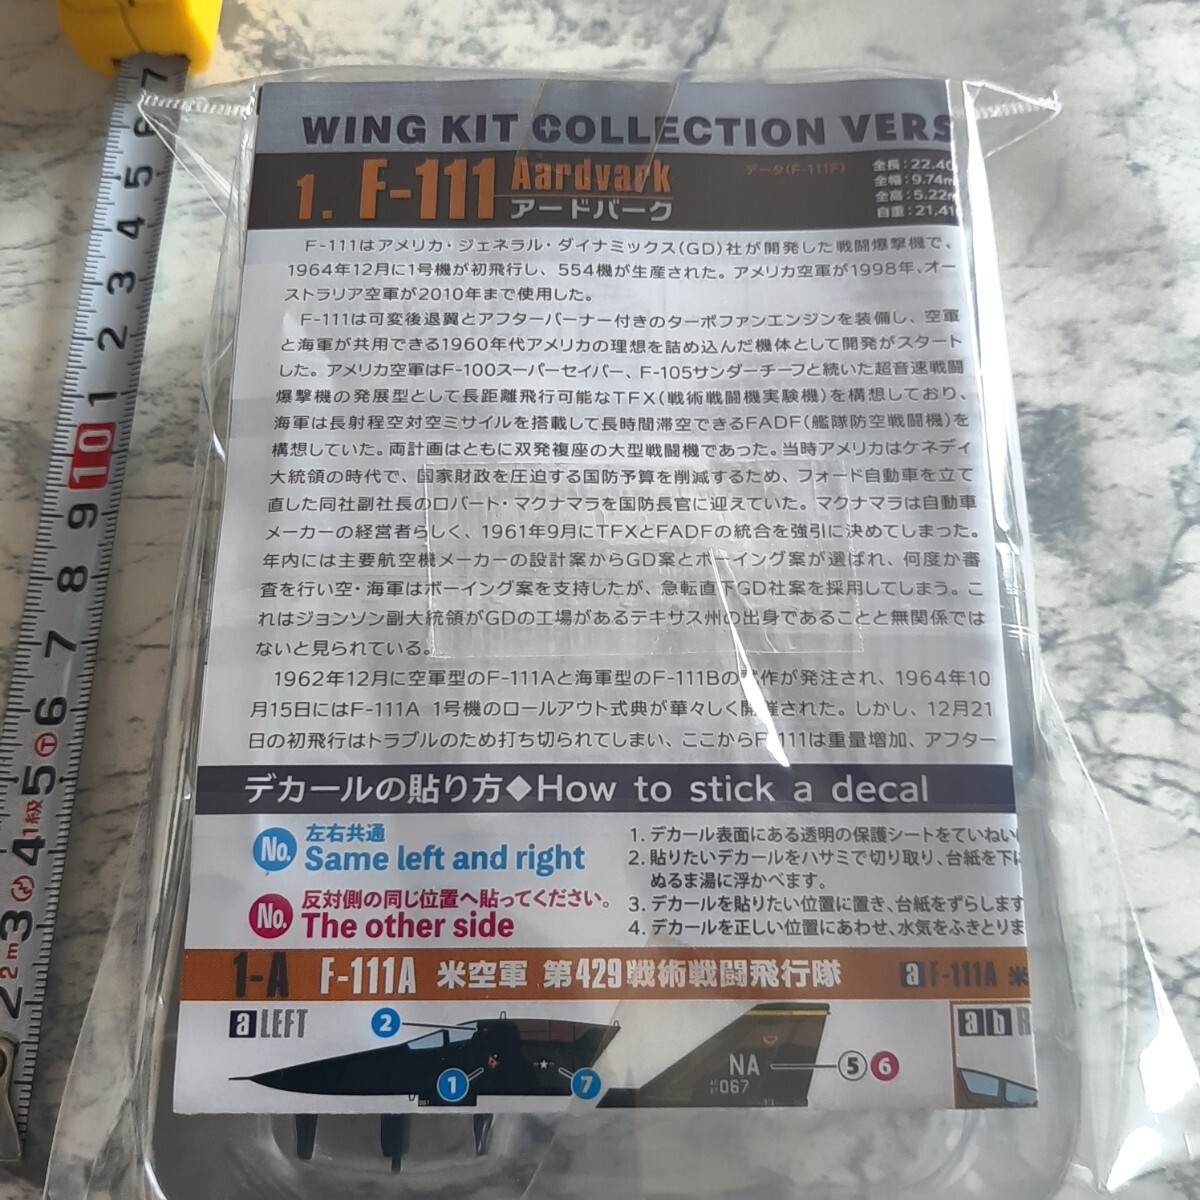 WING KIT COLLECTION VERS
1. F-111 Aardvark
アードバーク
データ(F-111F)
全長:22.40
全幅:9.74m
全高:5.22m
自重:21,41
F-111はアメリカ・ジェネラル・ダイナミックス(GD)社が開発した戦闘爆撃機で、
1964年12月に1号機が初飛行し、554機が生産された。アメリカ空軍が1998年、オー
ストラリア空軍が2010年まで使用した。
F-111は可変後退翼とアフターバーナー付きのターボファンエンジンを装備し、空軍
と海軍が共用できる1960年代アメリカの理想を詰め込んだ機体として開発がスタート
した。アメリカ空軍はF-100スーパーセイバー、F-105サンダーチーフと続いた超音速戦闘
爆撃機の発展型として長距離飛行可能なTFX(戦術戦闘機実験機)を構想しており、
海軍は長射程空対空ミサイルを搭載して長時間滞空できるFADF(艦隊防空戦闘機)を
構想していた。両計画はともに双発複座の大型戦闘機であった。当時アメリカはケネディ
大統領の時代で、国家財政を圧迫する国防予算を削減するため、フォード自動車を立て
直した同社副社長のロバート・マクナマラを国防長官に迎えていた。マクナマラは自動車
メーカーの経営者らしく、1961年9月にTFXとFADFの統合を強引に決めてしまった。
年内には主要航空機メーカーの設計案からGD案とボーイング案が選ばれ、何度か審
査を行い空・海軍はボーイング案を支持したが、急転直下GD社案を採用してしまう。こ
れはジョンソン副大統領がGDの工場があるテキサス州の出身であることと無関係では
ないと見られている。
1962年12月に空軍型のF-111Aと海軍型のF-111Bの試作が発注され、1964年10
月15日にはF-111A 1号機のロールアウト式典が華々しく開催された。しかし、12月21
日の初飛行はトラブルのため打ち切られてしまい、ここからF-111は重量増加、アフター
デカールの貼り方◆How to stick a decal
No. 左右共通
Same left and right
No. 反対側の同じ位置へ貼ってください。
The other side
1. デカール表面にある透明の保護シートをていねい
2. 貼りたいデカールをハサミで切り取り、台紙を下に
ぬるま湯に浮かべます。
3. デカールを貼りたい位置に置き、台紙をずらします
4. デカールを正しい位置にあわせ、水気をふきとりま
1-A F-111A 米空軍 第429戦術戦闘飛行隊
a F-111A 米
a LEFT
2
1
7
NA
067
5 6
a b R
7
6
5
4
3
2
1
10
9
8
7
6
5
4
1級
3
2m
2